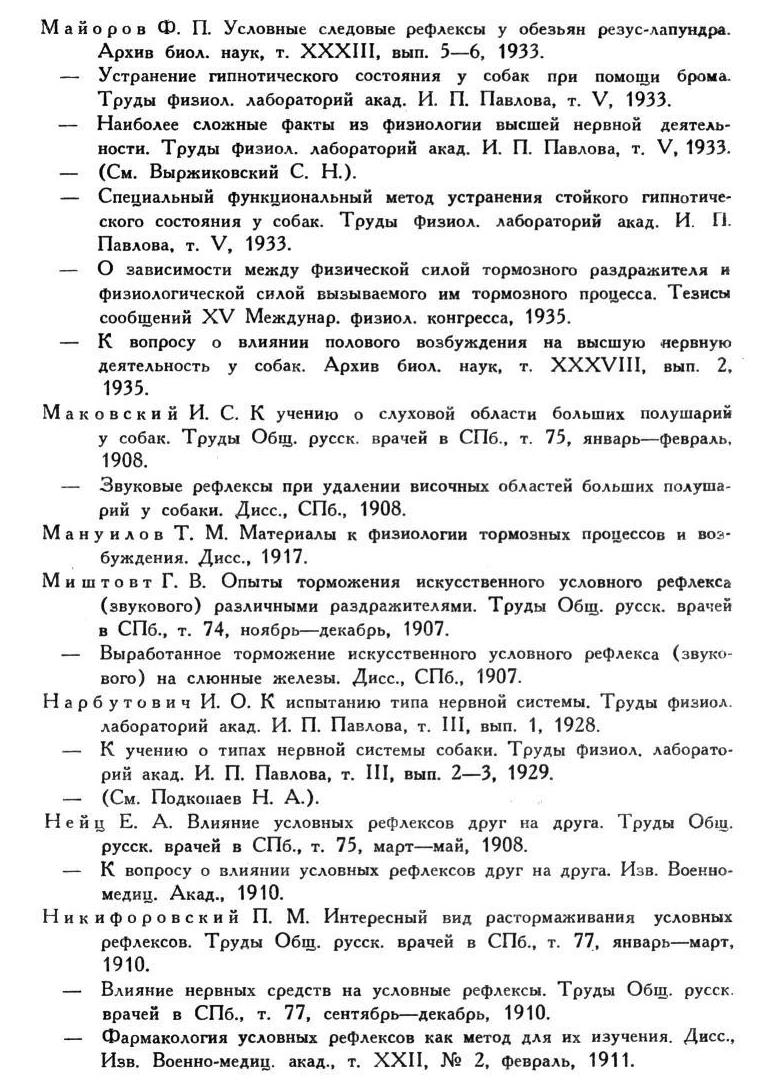 Майоров Ф. П. Условные следовые рефлексы у обезьян резус-лапундра.
Архив биол. наук, т. XXXIII, вып. 5—6, 1933.
— Устранение гипнотического состояния у собак при помощи брома.
Труды физиол. лабораторий акад. И. П. Павлова, т. V, 1933.
— Наиболее сложные факты из физиологии высшей нервной деятель-
ности. Труды физиол. лабораторий акад. И. П. Павлова, т. V, 1933.
— (См. Выржиковский С. Н.).
— Специальный функциональный метод устранения стойкого гипнотиче-
ского состояния у собак. Труды физиол. лабораторий акад. И. П.
Павлова, т. V, 1933.
— О зависимости между физической силой тормозного раздражителя и
физиологической силой вызываемого им тормозного процесса. Тезисы
сообщений XV Междунар. физиол. конгресса, 1935.
— К вопросу о влиянии полового возбуждения на высшую нервную
деятельность у собак. Архив биол. наук, т. XXXVIII, вып. 2,
1935.
Маковский И. С. К учению о слуховой области больших полушарий
у собак. Труды Общ. русск. врачей в СПб., т. 75, январь—февраль,
1908.
— Звуковые рефлексы при удалении височных областей больших полуша-
рий у собаки. Дисс., СПб., 1908.
Мануилов Т. М. Материалы к физиологии тормозных процессов и воз-
буждения. Дисс., 1917.
Миштовт Г. В. Опыты торможения искусственного условного рефлекса
(звукового) различными раздражителями. Труды Общ. русск. врачей
в СПб., т. 74, ноябрь—декабрь, 1907.
— Выработанное торможение искусственного условного рефлекса (звуко-
вого) на слюнные железы. Дисс., СПб., 1907.
Нарбутович И. О. К испытанию типа нервной системы. Труды физиол.
лабораторий акад. И. П. Павлова, т. III, вып. 1, 1928.
— К учению о типах нервной системы собаки. Труды физиол. лаборато-
рий акад. И. П. Павлова, т. III, вып. 2—3, 1929.
— (См. Подкопаев Н. А.).
Нейц Е. А. Влияние условных рефлексов друг на друга. Труды Общ.
русск. врачей в СПб., т. 75, март—май, 1908.
— К вопросу о влиянии условных рефлексов друг на друга. Изв. Военно-
медиц. Акад., 1910.
Никифоровский П. М. Интересный вид растормаживания условных
рефлексов. Труды Общ. русск. врачей в СПб., т. 77, январь—март,
1910.
— Влияние нервных средств на условные рефлексы. Труды Общ. русск.
врачей в СПб., т. 77, сентябрь—декабрь, 1910.
— Фармакология условных рефлексов как метод для их изучения. Дисс.,
Изв. Военно-медиц. акад., т. XXII, № 2, февраль, 1911.